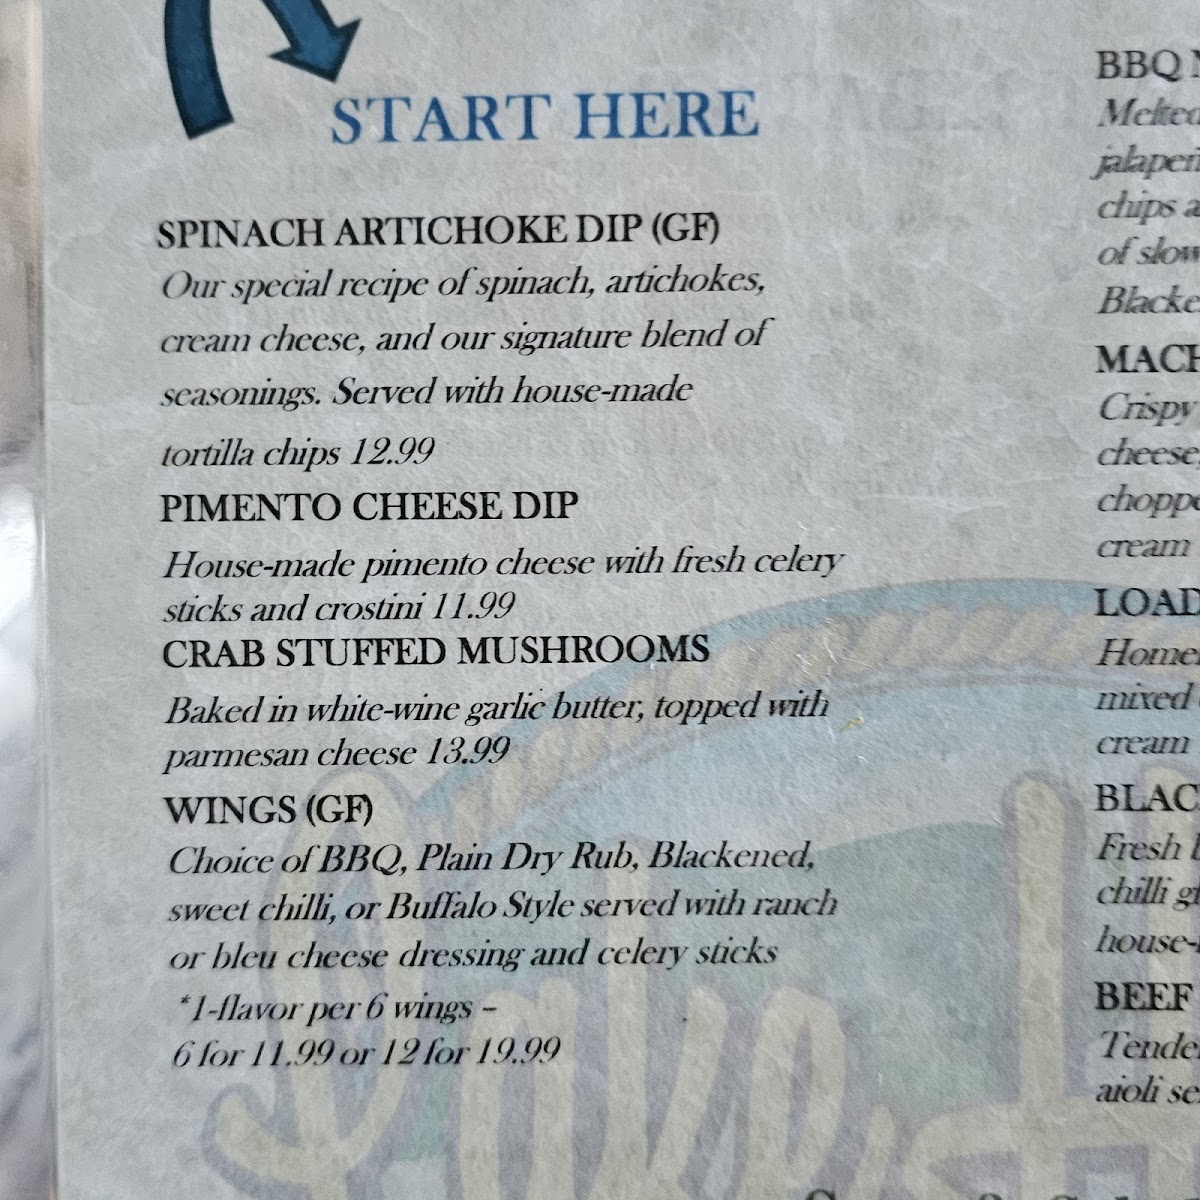 START HERE
SPINACH ARTICHOKE DIP (GF)
Our special recipe of spinach, artichokes,
cream cheese, and our signature blend of
seasonings. Served with house-made
tortilla chips 12.99
PIMENTO CHEESE DIP
House-made pimento cheese with fresh celery
sticks and crostini 11.99
CRAB STUFFED MUSHROOMS
Baked in white-wine garlic butter, topped with
parmesan cheese 13.99
WINGS (GF)
Choice of BBQ, Plain Dry Rub, Blackened,
sweet chilli, or Buffalo Style served with ranch
or bleu cheese dressing and celery sticks
*1-flavor per 6 wings –
6 for 11.99 or 12 for 19.99
BBQ
Melted
chips
of slow
Crispy
cheese,
cream
mixed
cream
Fresh
chilli
house-
BEEF
aioli